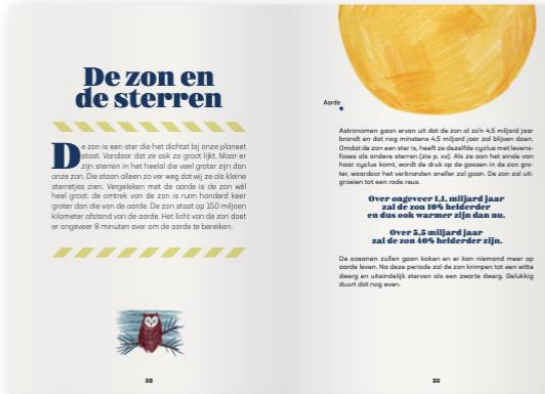 De zon en
de sterren
De zon is een ster die het dichtst bij onze planeet
staat. Vandaar dat ze ook zo groot lijkt. Maar er
zijn sterren in het heelal die veel groter zijn dan
onze zon. Die staan alleen zo ver weg dat wij ze als kleine
sterretjes zien. Vergeleken met de aarde is de zon wél
heel groot: de omtrek van de zon is ruim honderd keer
groter dan die van de aarde. De zon staat op 150 miljoen
kilometer afstand van de aarde. Het licht van de zon doet
er ongeveer 8 minuten over om de aarde te bereiken.
22
Aarde
Astronomen gaan ervan uit dat de zon al zo'n 4,5 miljard jaar
brandt en dat nog minstens 4,5 miljard jaar zal blijven doen.
Omdat de zon een ster is, heeft ze dezelfde cyclus met levens-
fases als andere sterren (zie p. xx). Als ze aan het einde van
haar cyclus komt, wordt de druk op de gassen in de zon gro-
ter, waardoor het verbranden sneller zal gaan. De zon zal uit-
groeien tot een rode reus.
Over ongeveer 1,1, miljard jaar
zal de zon 10% helderder
en dus ook warmer zijn dan nu.
Over 3,5 miljard jaar
zal de zon 40% helderder zijn.
De oceanen zullen gaan koken en er kan niemand meer op
aarde leven. Na deze periode zal de zon krimpen tot een witte
dwerg en uiteindelijk sterven als een zwarte dwerg. Gelukkig
duurt dat nog even.
23